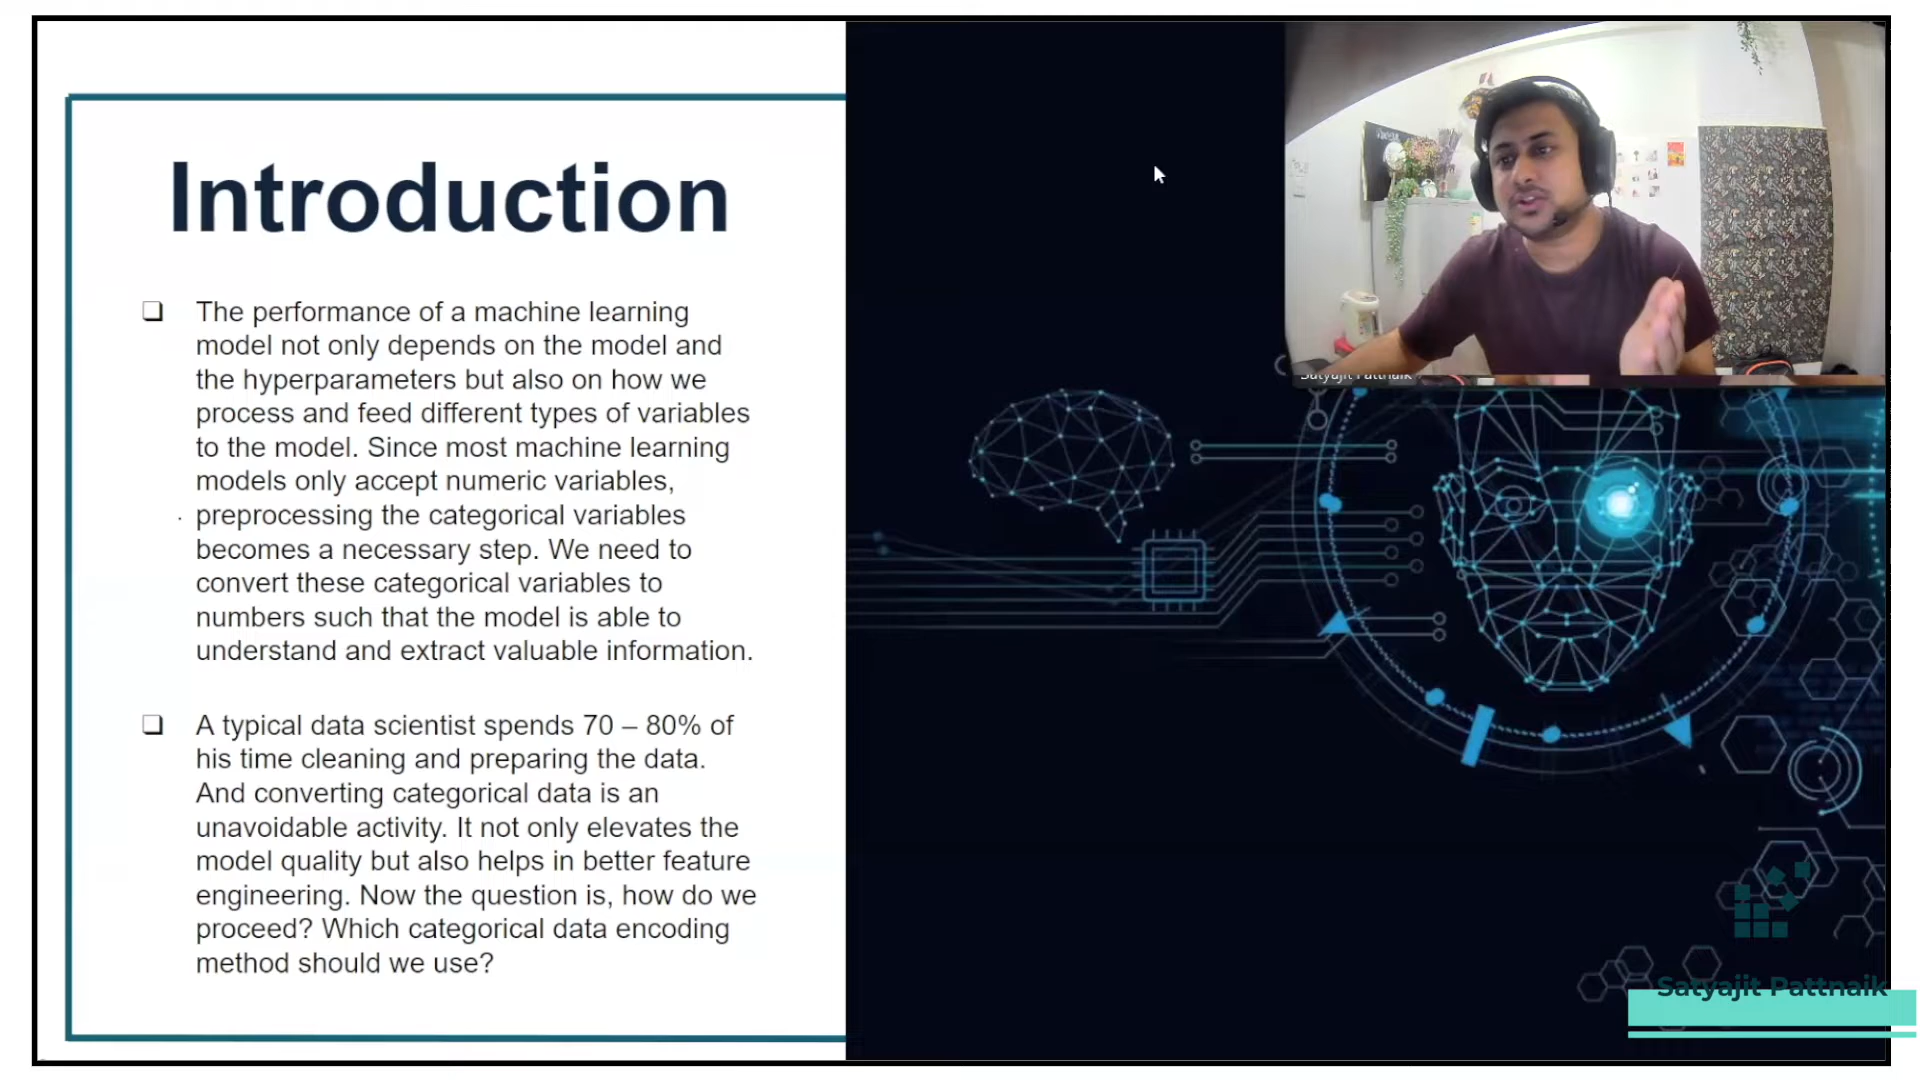 Introduction
❑ The performance of a machine learning
model not only depends on the model and
the hyperparameters but also on how we
process and feed different types of variables
to the model. Since most machine learning
models only accept numeric variables,
preprocessing the categorical variables
becomes a necessary step. We need to
convert these categorical variables to
numbers such that the model is able to
understand and extract valuable information.
❑ A typical data scientist spends 70 – 80% of
his time cleaning and preparing the data.
And converting categorical data is an
unavoidable activity. It not only elevates the
model quality but also helps in better feature
engineering. Now the question is, how do we
proceed? Which categorical data encoding
method should we use?
Satyajit Pattnaik
Satyajit Pattnaik